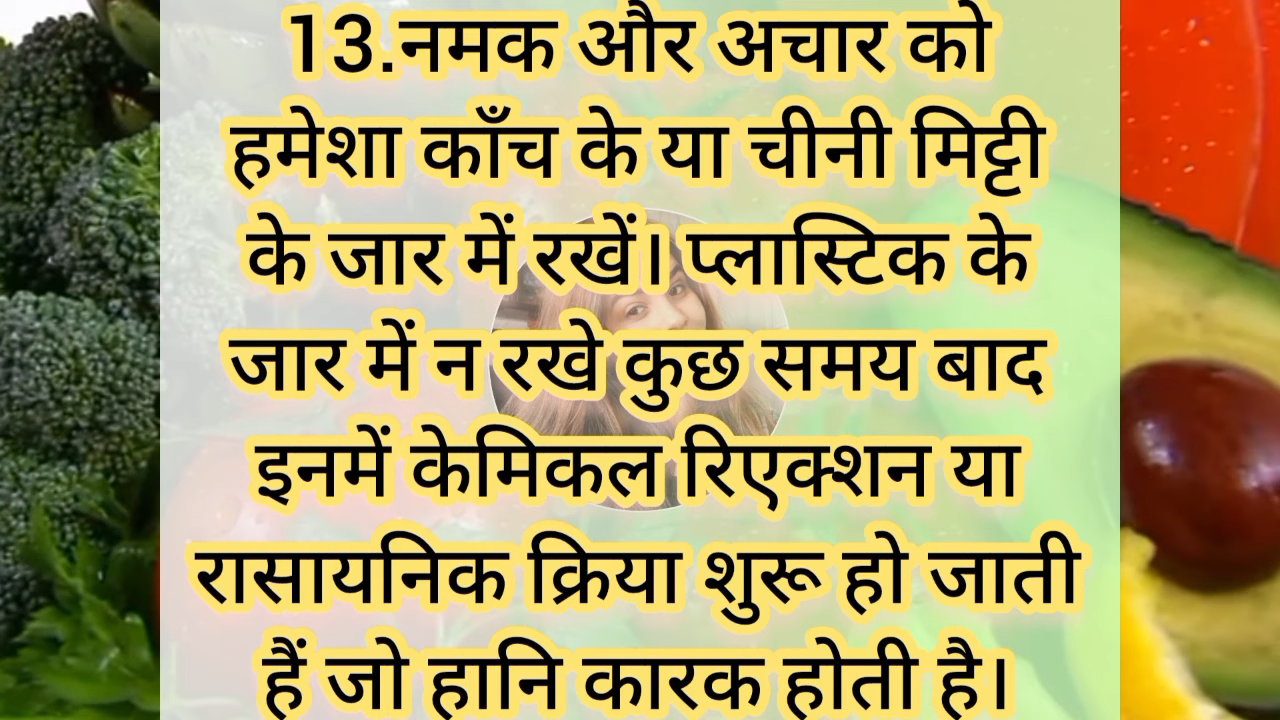 13.नमक और अचार को
हमेशा काँच के या चीनी मिट्टी
के जार में रखें। प्लास्टिक के
जार में न रखे कुछ समय बाद
इनमें केमिकल रिएक्शन या
रासायनिक क्रिया शुरू हो जाती
हैं जो हानि कारक होती है।